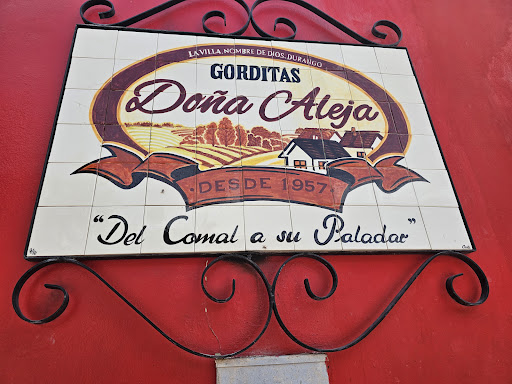 LA VILLA, NOMBRE DE DIOS, DURANGO
GORDITAS
Doña Aleja
· DESDE 1957 ·
"Del Comal a su Paladar"